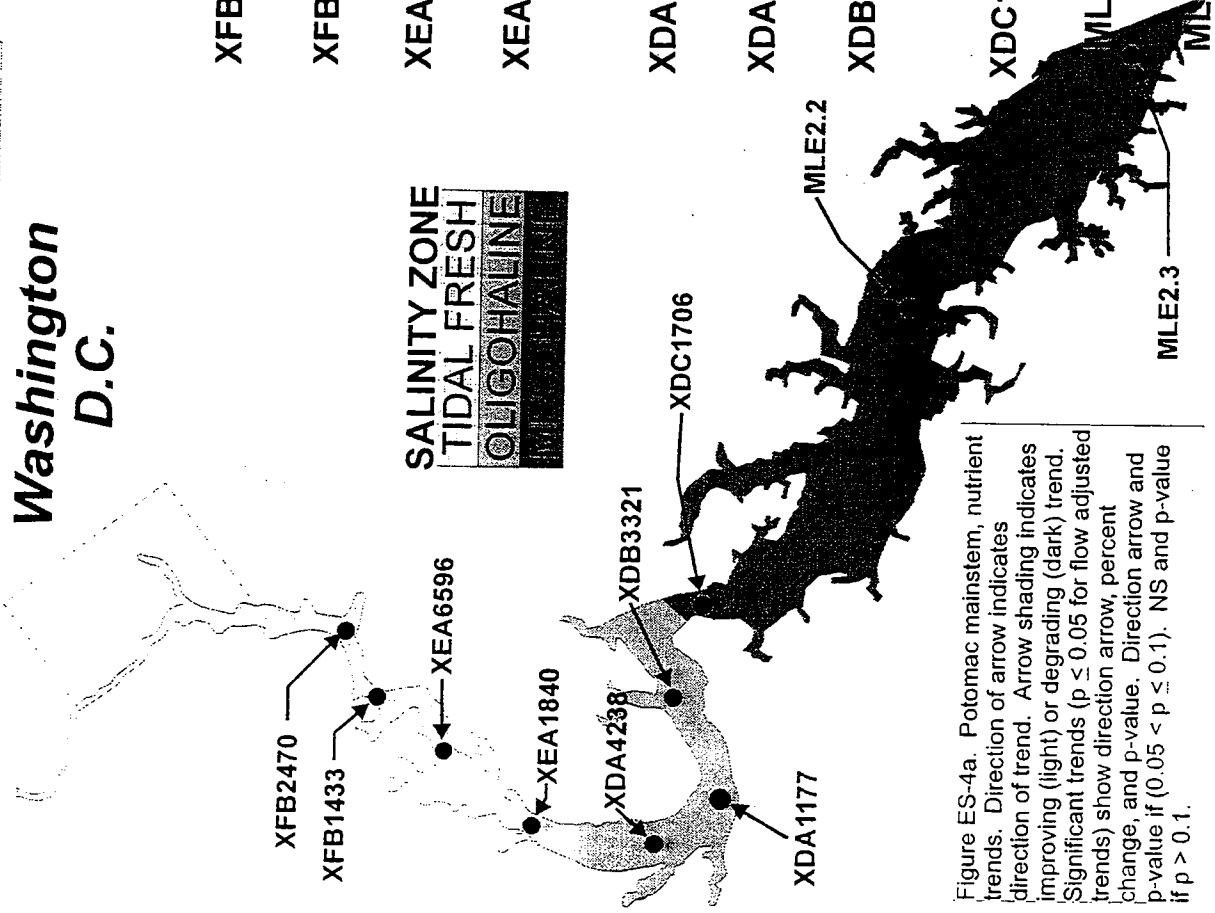 Washington
D.C.
XFB
XFB
XEA
XEA
XDA
XDA
XDB
XDC1
ML
ML
SALINITY ZONE
TIDAL FRESH
OLIGOHALINE
XFB2470
XFB1433
XEA6596
XEA1840
XDA4238
XDA1177
XDB3321
XDC1706
MLE2.2
MLE2.3
Figure ES-4a. Potomac mainstem, nutrient
trends. Direction of arrow indicates
direction of trend. Arrow shading indicates
improving (light) or degrading (dark) trend.
Significant trends (p ≤ 0.05 for flow adjusted
trends) show direction arrow, percent
change, and p-value. Direction arrow and
p-value if (0.05 < p ≤ 0.1). NS and p-value
if p > 0.1.